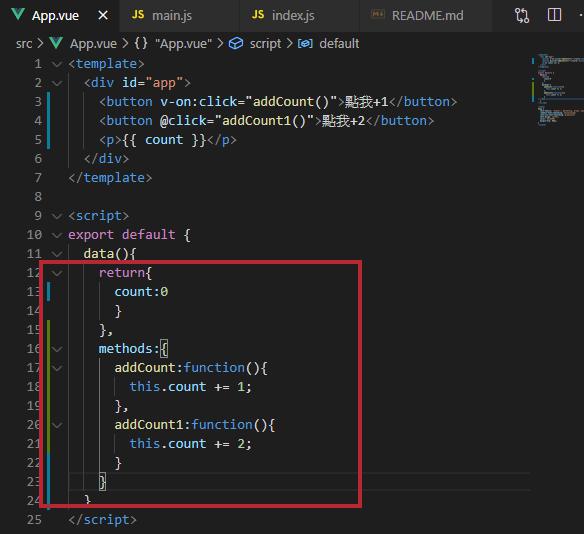 App.vue main.js index.js README.md
src > App.vue > {} "App.vue" > script > default
1 <template>
2 <div id="app">
3 <button v-on:click="addCount()">點我+1</button>
4 <button @click="addCount1()">點我+2</button>
5 <p>{{ count }}</p>
6 </div>
7 </template>
8
9 <script>
10 export default {
11 data(){
12 return{
13 count:0
14 }
15 },
16 methods:{
17 addCount:function(){
18 this.count += 1;
19 },
20 addCount1:function(){
21 this.count += 2;
22 }
23 }
24 }
25 </script>